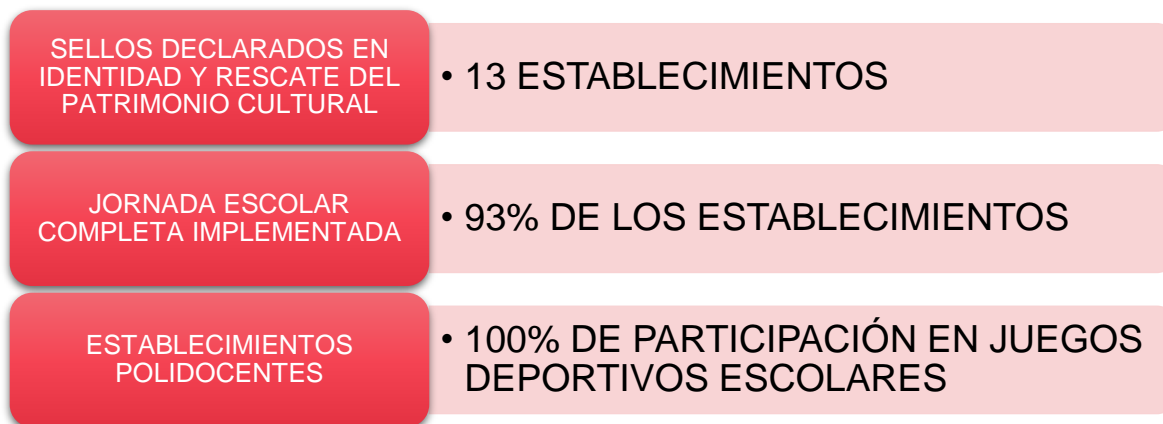 SELLOS DECLARADOS EN
IDENTIDAD Y RESCATE DEL
PATRIMONIO CULTURAL
• 13 ESTABLECIMIENTOS
JORNADA ESCOLAR
COMPLETA IMPLEMENTADA
• 93% DE LOS ESTABLECIMIENTOS
ESTABLECIMIENTOS
POLIDOCENTES
• 100% DE PARTICIPACIÓN EN JUEGOS
DEPORTIVOS ESCOLARES